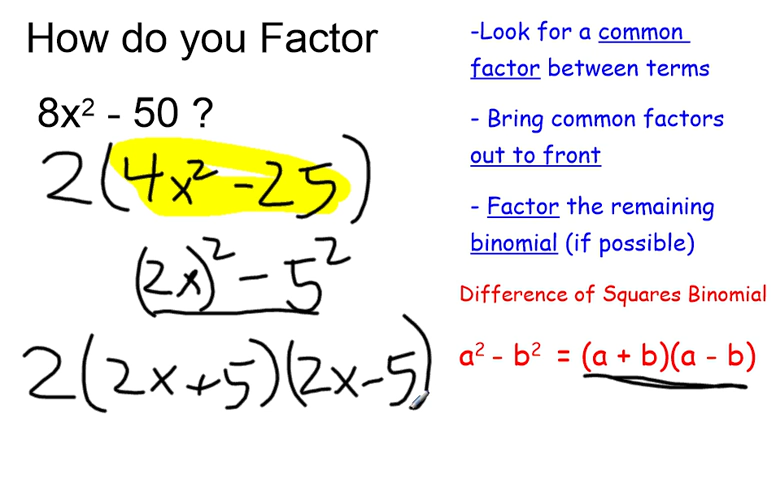 How do you Factor
8x² - 50 ?
2(4x² - 25)
(2x)² - 5²
2(2x+5)(2x-5)
-Look for a common
factor between terms
- Bring common factors
out to front
- Factor the remaining
binomial (if possible)
Difference of Squares Binomial
a² - b² = (a + b)(a - b)